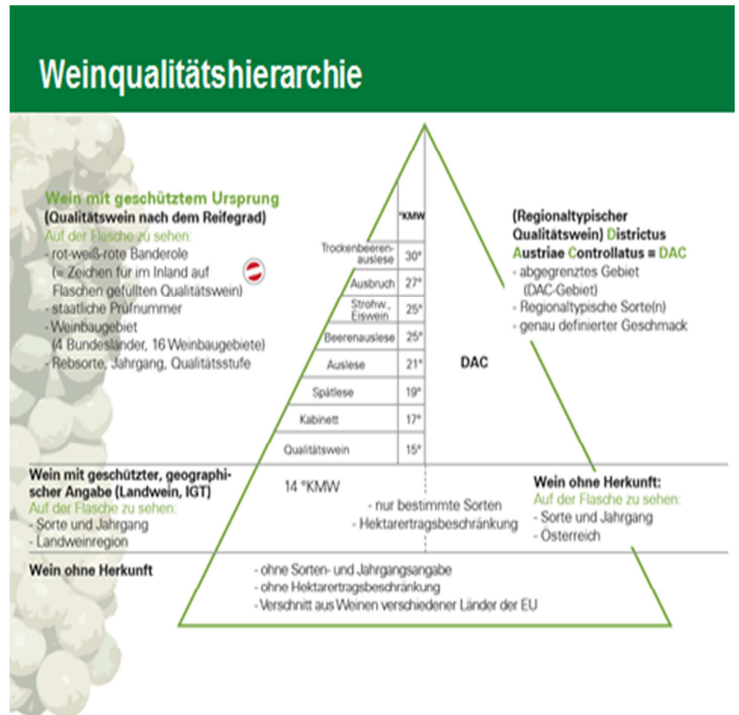 Weinqualitätshierarchie
Wein mit geschütztem Ursprung
(Qualitätswein nach dem Reifegrad)
Auf der Flasche zu sehen:
- rot-weiß-rote Banderole
(= Zeichen für im Inland auf
Flaschen gefüllten Qualitätswein)
- staatliche Prüfnummer
- Weinbaugebiet
(4 Bundesländer, 16 Weinbaugebiete)
- Rebsorte, Jahrgang, Qualitätsstufe
°KMW
Trockenbeeren-
auslese 30°
Ausbruch 27°
Strohw.,
Eiswein 25°
Beerenauslese 25°
Auslese 21°
Spätlese 19°
Kabinett 17°
Qualitätswein 15°
DAC
(Regionaltypischer
Qualitätswein) Districtus
Austriae Controllatus = DAC
- abgegrenztes Gebiet
(DAC-Gebiet)
- Regionaltypische Sorte(n)
- genau definierter Geschmack
Wein mit geschützter, geographi-
scher Angabe (Landwein, IGT)
Auf der Flasche zu sehen:
- Sorte und Jahrgang
- Landweinregion
14 °KMW
- nur bestimmte Sorten
- Hektarertragsbeschränkung
Wein ohne Herkunft:
Auf der Flasche zu sehen:
- Sorte und Jahrgang
- Österreich
Wein ohne Herkunft
- ohne Sorten- und Jahrgangsangabe
- ohne Hektarertragsbeschränkung
- Verschnitt aus Weinen verschiedener Länder der EU